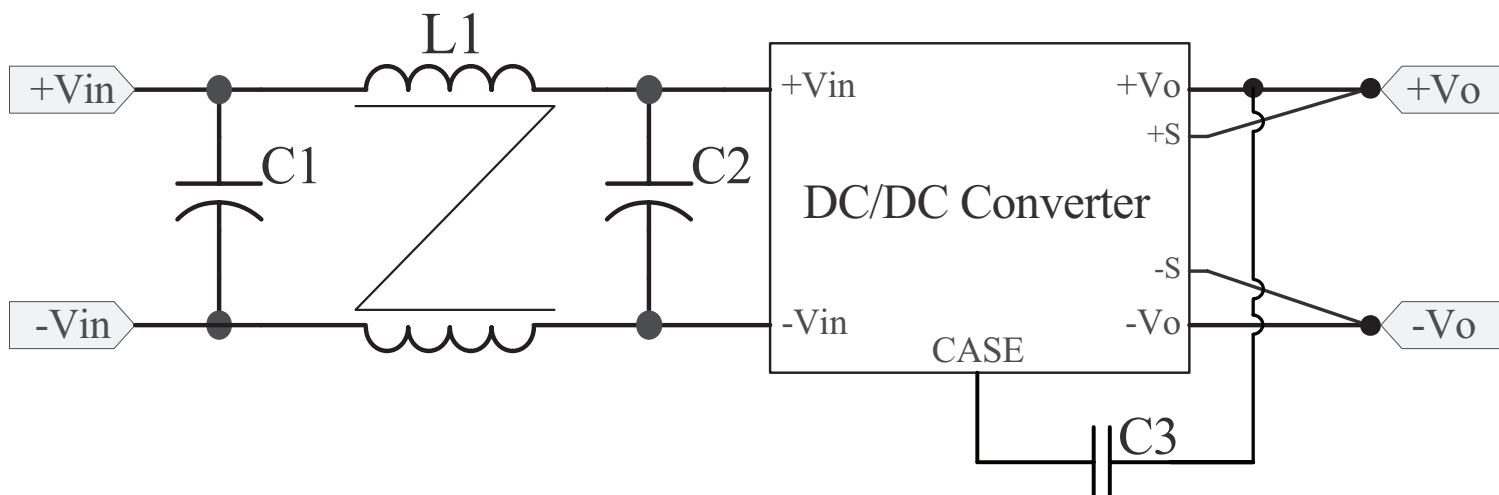 L1
+Vin
+Vin
+Vo
+Vo
+S
C1
C2
DC/DC Converter
-S
-Vin
-Vin
-Vo
-Vo
CASE
C3